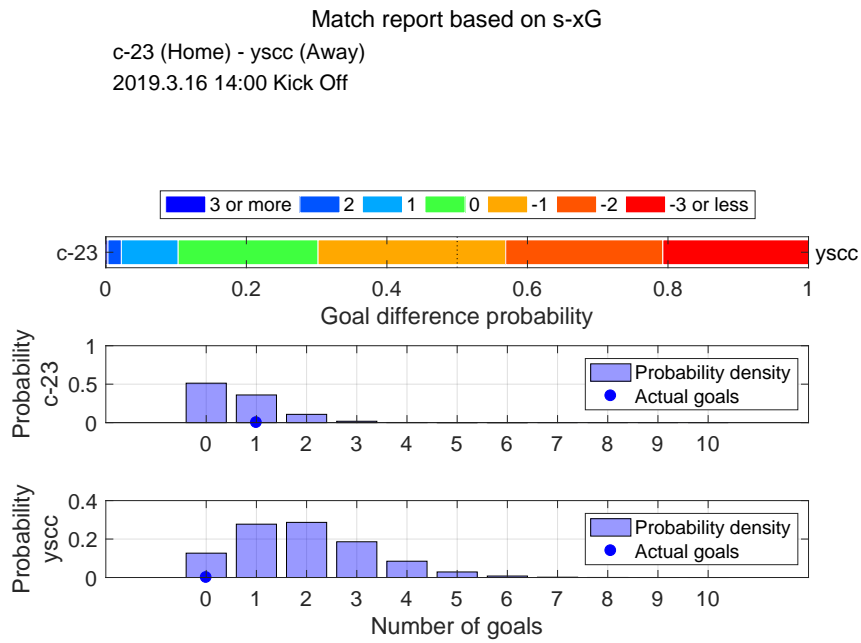 Match report based on s-xG
c-23 (Home) - yscc (Away)
2019.3.16 14:00 Kick Off
3 or more 2 1 0 -1 -2 -3 or less
c-23 yscc
0 0.2 0.4 0.6 0.8 1
Goal difference probability
Probability
c-23
1
0.5
0
Probability density
Actual goals
0 1 2 3 4 5 6 7 8 9 10
Probability
yscc
0.4
0.2
0
Probability density
Actual goals
0 1 2 3 4 5 6 7 8 9 10
Number of goals